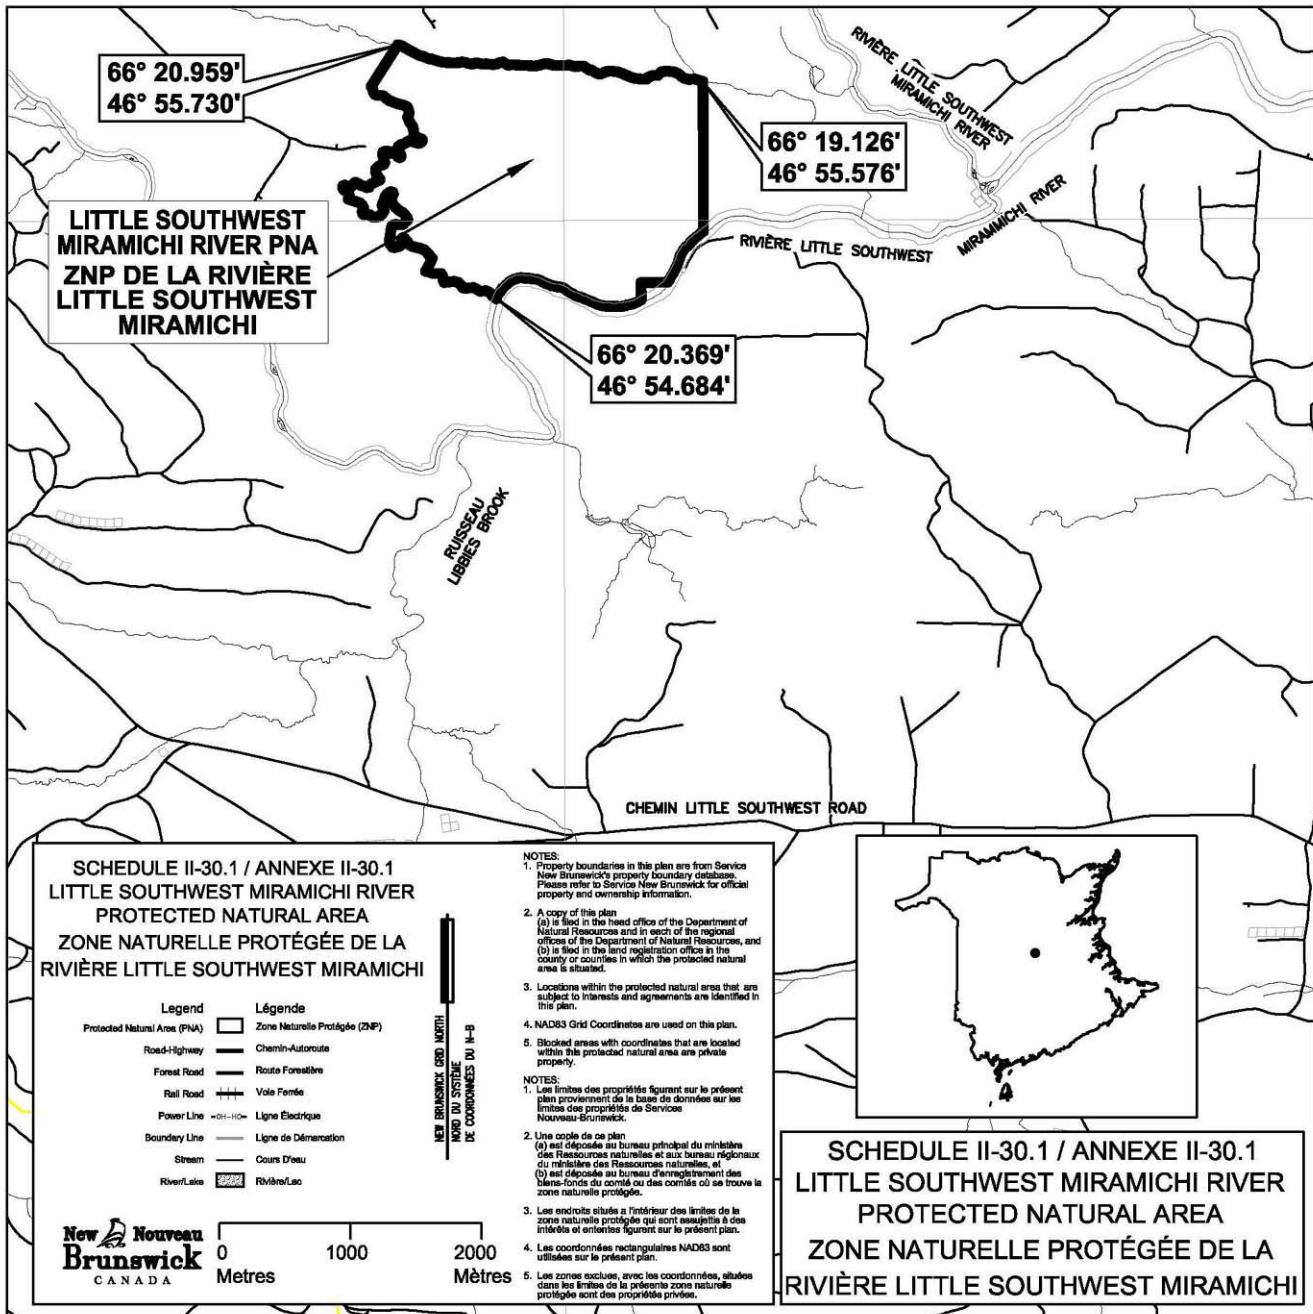 66° 20.959'
46° 55.730'
RIVIÈRE LITTLE SOUTHWEST
MIRAMICHI RIVER
66° 19.126'
46° 55.576'
LITTLE SOUTHWEST
MIRAMICHI RIVER PNA
ZNP DE LA RIVIÈRE
LITTLE SOUTHWEST
MIRAMICHI
RIVIÈRE LITTLE SOUTHWEST
MIRAMMICHI RIVER
66° 20.369'
46° 54.684'
RUISSEAU
LIBBIES BROOK
CHEMIN LITTLE SOUTHWEST ROAD
SCHEDULE II-30.1 / ANNEXE II-30.1
LITTLE SOUTHWEST MIRAMICHI RIVER
PROTECTED NATURAL AREA
ZONE NATURELLE PROTÉGÉE DE LA
RIVIÈRE LITTLE SOUTHWEST MIRAMICHI
Legend Légende
Protected Natural Area (PNA) Zone Naturelle Protégée (ZNP)
Road-Highway Chemin-Autoroute
Forest Road Route Forestière
Rail Road Voie Ferrée
Power Line -OH-HO- Ligne Électrique
Boundary Line Ligne de Démarcation
Stream Cours D'eau
River/Lake Rivière/Lac
NEW BRUNSWICK GRID NORTH
NORD DU SYSTÈME
DE COORDONNÉES DU N-B
New Nouveau
Brunswick
CANADA
0 1000 2000
Metres Mètres
NOTES:
1. Property boundaries in this plan are from Service
New Brunswick's property boundary database.
Please refer to Service New Brunswick for official
property and ownership information.
2. A copy of this plan
(a) is filed in the head office of the Department of
Natural Resources and in each of the regional
offices of the Department of Natural Resources, and
(b) is filed in the land registration office in the
county or counties in which the protected natural
area is situated.
3. Locations within the protected natural area that are
subject to interests and agreements are identified in
this plan.
4. NAD83 Grid Coordinates are used on this plan.
5. Blocked areas with coordinates that are located
within this protected natural area are private
property.
NOTES:
1. Les limites des propriétés figurant sur le présent
plan proviennent de la base de données sur les
limites des propriétés de Services
Nouveau-Brunswick.
2. Une copie de ce plan
(a) est déposée au bureau principal du ministère
des Ressources naturelles et aux bureau régionaux
du ministère des Ressources naturelles, et
(b) est déposée au bureau d'enregistrement des
biens-fonds du comté ou des comtés où se trouve la
zone naturelle protégée.
3. Les endroits situés a l'intérieur des limites de la
zone naturelle protégée qui sont assujettis à des
intérêts et ententes figurent sur le présent plan.
4. Les coordonnées rectangulaires NAD83 sont
utilisées sur le présent plan.
5. Les zones exclues, avec les coordonnées, situées
dans les limites de la présente zone naturelle
protégée sont des propriétés privées.
SCHEDULE II-30.1 / ANNEXE II-30.1
LITTLE SOUTHWEST MIRAMICHI RIVER
PROTECTED NATURAL AREA
ZONE NATURELLE PROTÉGÉE DE LA
RIVIÈRE LITTLE SOUTHWEST MIRAMICHI